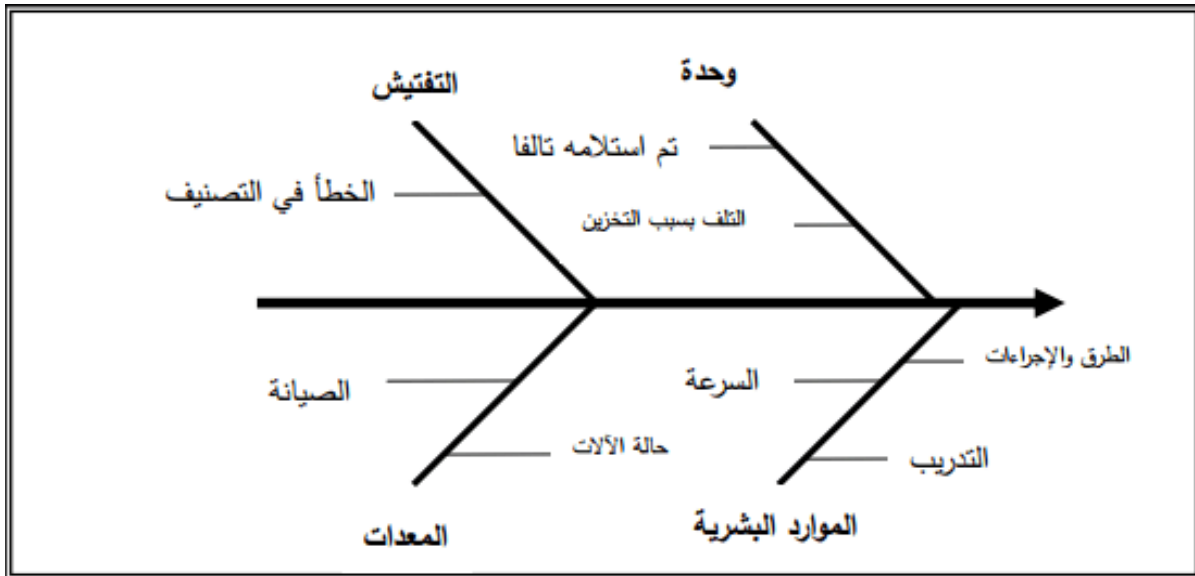 وحدة
التفتيش
تم استلامه تالفا
الخطأ في التصنيف
التلف بسبب التخزين
الطرق والإجراءات
السرعة
الصيانة
حالة الآلات
التدريب
الموارد البشرية
المعدات